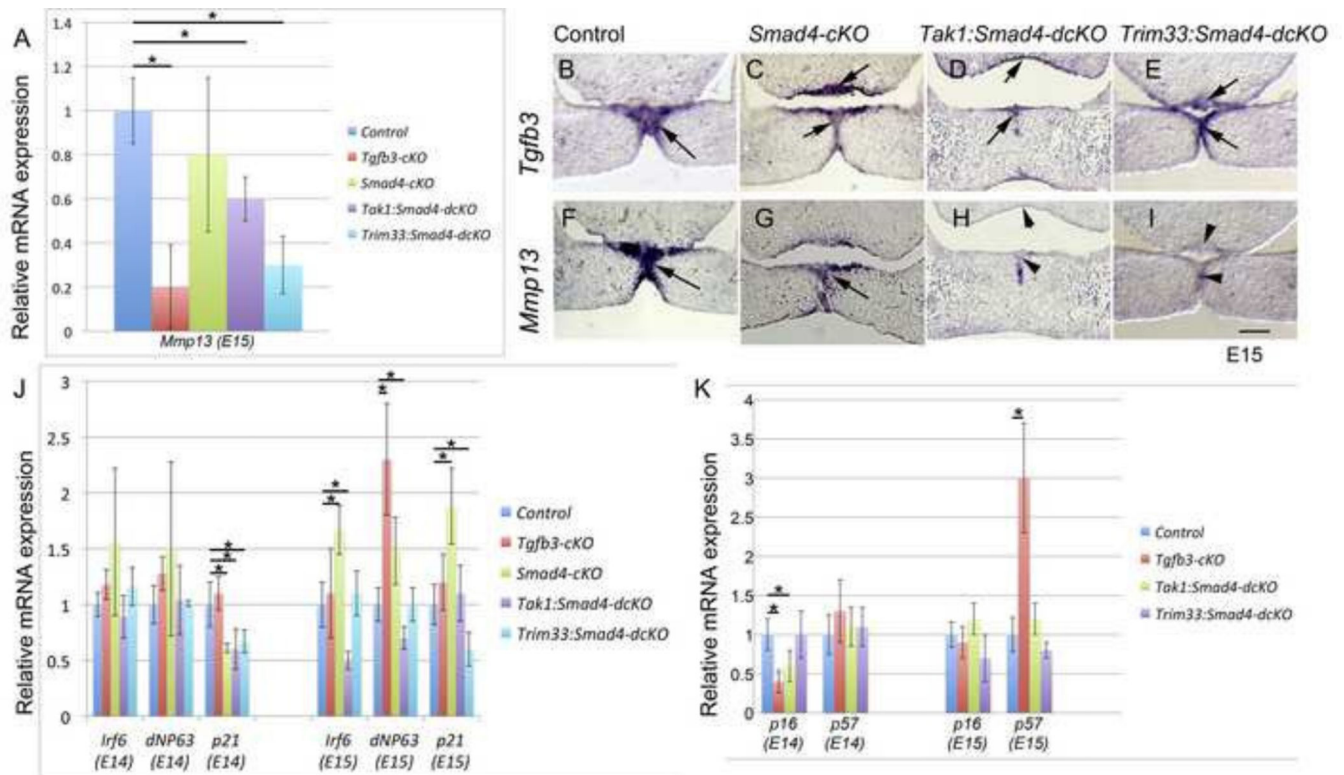 A
Relative mRNA expression
1.4
1.2
1
0.8
0.6
0.4
0.2
0
* * *
Mmp13 (E15)
Control
Tgfb3-cKO
Smad4-cKO
Tak1:Smad4-dcKO
Trim33:Smad4-dcKO
Control Smad4-cKO Tak1:Smad4-dcKO Trim33:Smad4-dcKO
Tgfb3
B C D E
Mmp13
F G H I
E15
J
Relative mRNA expression
3
2.5
2
1.5
1
0.5
0
* * * * * * * * *
Irf6 dNP63 p21 Irf6 dNP63 p21
(E14) (E14) (E14) (E15) (E15) (E15)
Control
Tgfb3-cKO
Smad4-cKO
Tak1:Smad4-dcKO
Trim33:Smad4-dcKO
K
Relative mRNA expression
4
3.5
3
2.5
2
1.5
1
0.5
0
* * *
p16 p57 p16 p57
(E14) (E14) (E15) (E15)
Control
Tgfb3-cKO
Tak1:Smad4-dcKO
Trim33:Smad4-dcKO